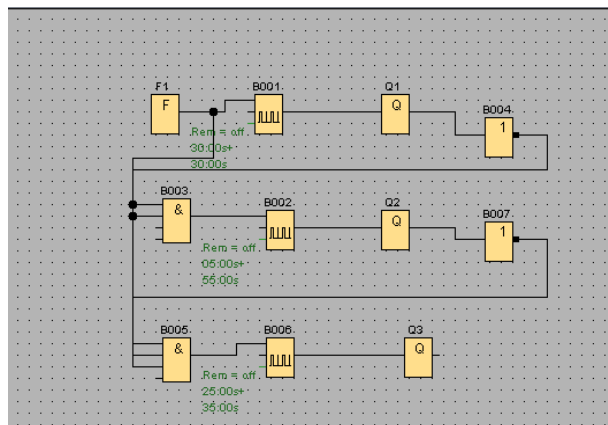 F1 B001 Q1
F Q B004
1
Rem = off
30:00s+
30:00s
B003 B002 Q2 B007
& Q 1
Rem = off
05:00s+
55:00s
B005 B006 Q3
& Q
Rem = off
25:00s+
35:00s